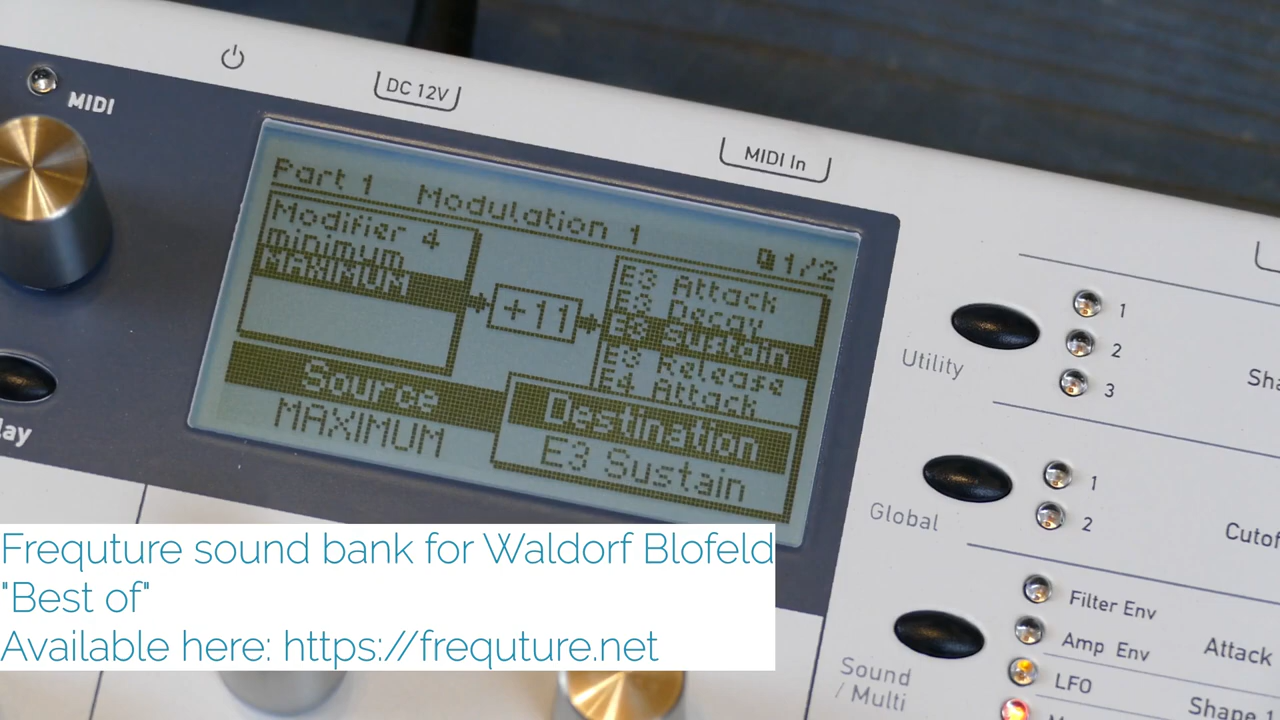 MIDI
DC 12V
MIDI In
Part 1 Modulation 1
1/2
Modifier 4
minimum
MAXIMUM
+11
E3 Attack
E3 Decay
E3 Sustain
E3 Release
E4 Attack
Source
MAXIMUM
Destination
E3 Sustain
lay
Utility
1
2
3
Sha
Global
1
2
Cutof
Sound
/ Multi
Filter Env
Amp Env
Attack
LFO
Shape 1
Frequture sound bank for Waldorf Blofeld
"Best of"
Available here: https://frequture.net